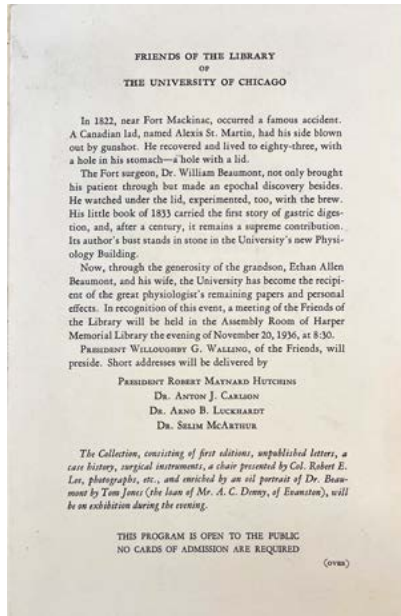 FRIENDS OF THE LIBRARY
OF
THE UNIVERSITY OF CHICAGO
In 1822, near Fort Mackinac, occurred a famous accident.
A Canadian lad, named Alexis St. Martin, had his side blown
out by gunshot. He recovered and lived to eighty-three, with
a hole in his stomach—a hole with a lid.
The Fort surgeon, Dr. William Beaumont, not only brought
his patient through but made an epochal discovery besides.
He watched under the lid, experimented, too, with the brew.
His little book of 1833 carried the first story of gastric diges-
tion, and, after a century, it remains a supreme contribution.
Its author's bust stands in stone in the University's new Physi-
ology Building.
Now, through the generosity of the grandson, Ethan Allen
Beaumont, and his wife, the University has become the recipi-
ent of the great physiologist's remaining papers and personal
effects. In recognition of this event, a meeting of the Friends of
the Library will be held in the Assembly Room of Harper
Memorial Library the evening of November 20, 1936, at 8:30.
PRESIDENT WILLOUGHBY G. WALLING, of the Friends, will
preside. Short addresses will be delivered by
PRESIDENT ROBERT MAYNARD HUTCHINS
DR. ANTON J. CARLSON
DR. ARNO B. LUCKHARDT
DR. SELIM MCARTHUR
The Collection, consisting of first editions, unpublished letters, a
case history, surgical instruments, a chair presented by Col. Robert E.
Lee, photographs, etc., and enriched by an oil portrait of Dr. Beau-
mont by Tom Jones (the loan of Mr. A. C. Denny, of Evanston), will
be on exhibition during the evening.
THIS PROGRAM IS OPEN TO THE PUBLIC
NO CARDS OF ADMISSION ARE REQUIRED
(OVER)